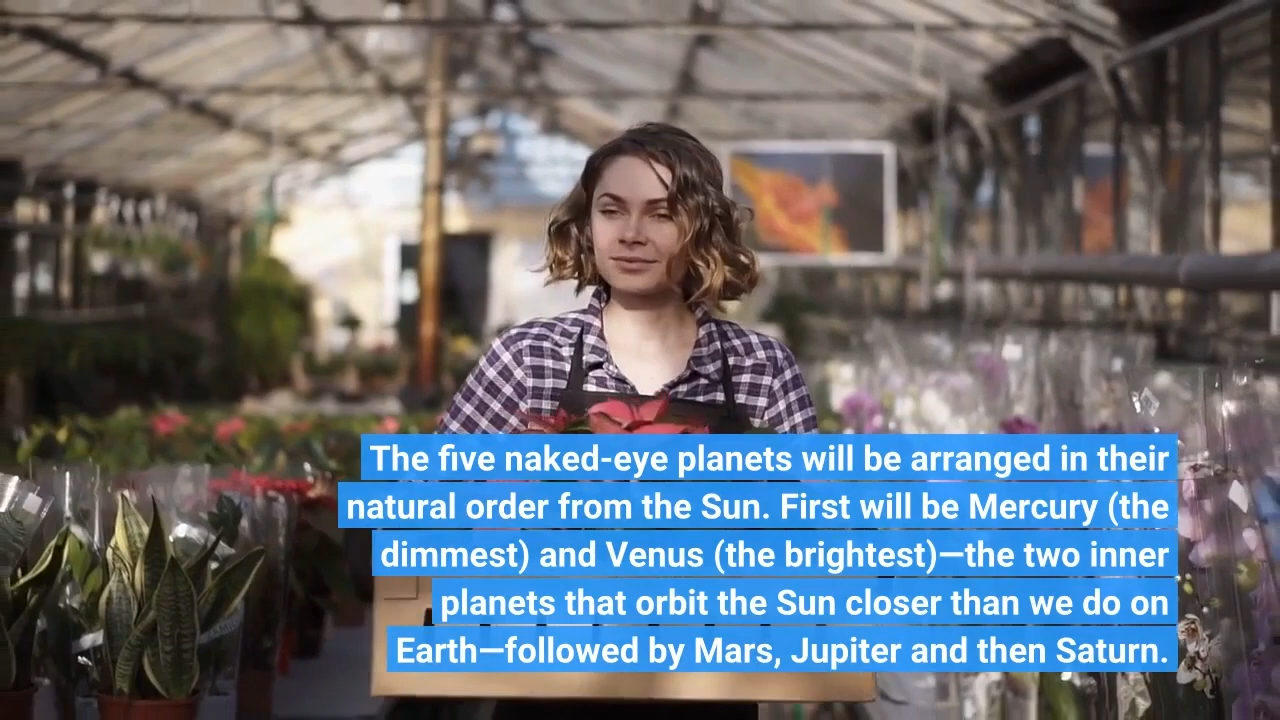 The five naked-eye planets will be arranged in their
natural order from the Sun. First will be Mercury (the
dimmest) and Venus (the brightest)—the two inner
planets that orbit the Sun closer than we do on
Earth—followed by Mars, Jupiter and then Saturn.